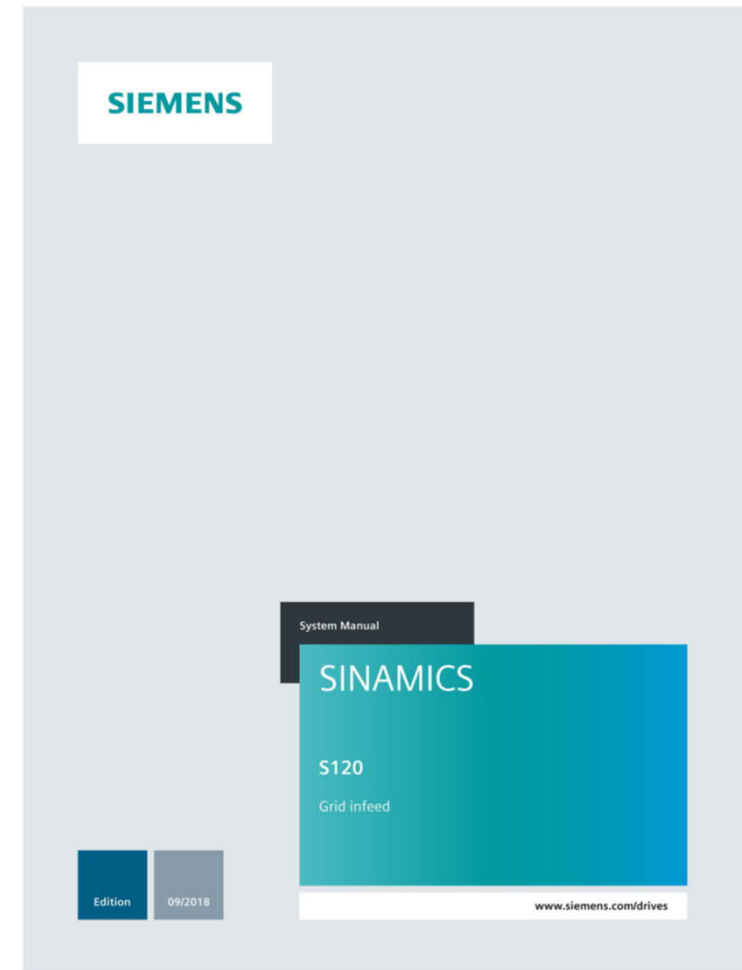 SIEMENS
System Manual
SINAMICS
S120
Grid infeed
Edition
09/2018
www.siemens.com/drives